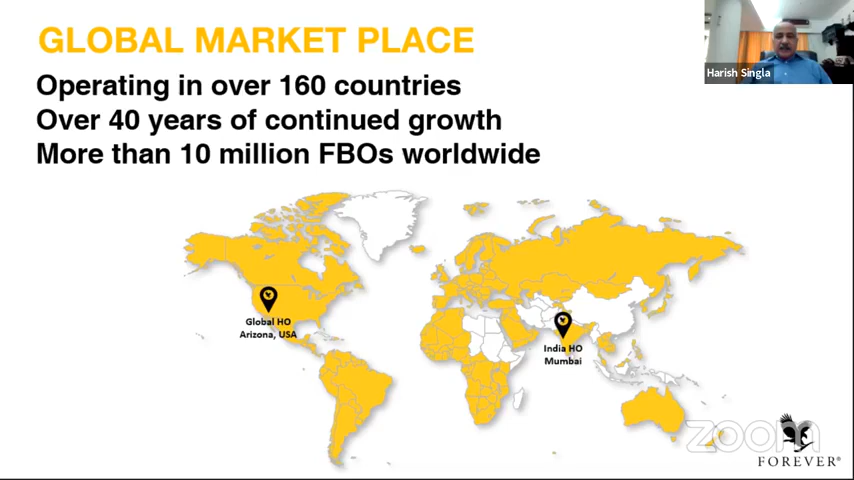 GLOBAL MARKET PLACE
Harish Singla
Operating in over 160 countries
Over 40 years of continued growth
More than 10 million FBOs worldwide
Global HO
Arizona, USA
India HO
Mumbai
zoom
FOREVER®